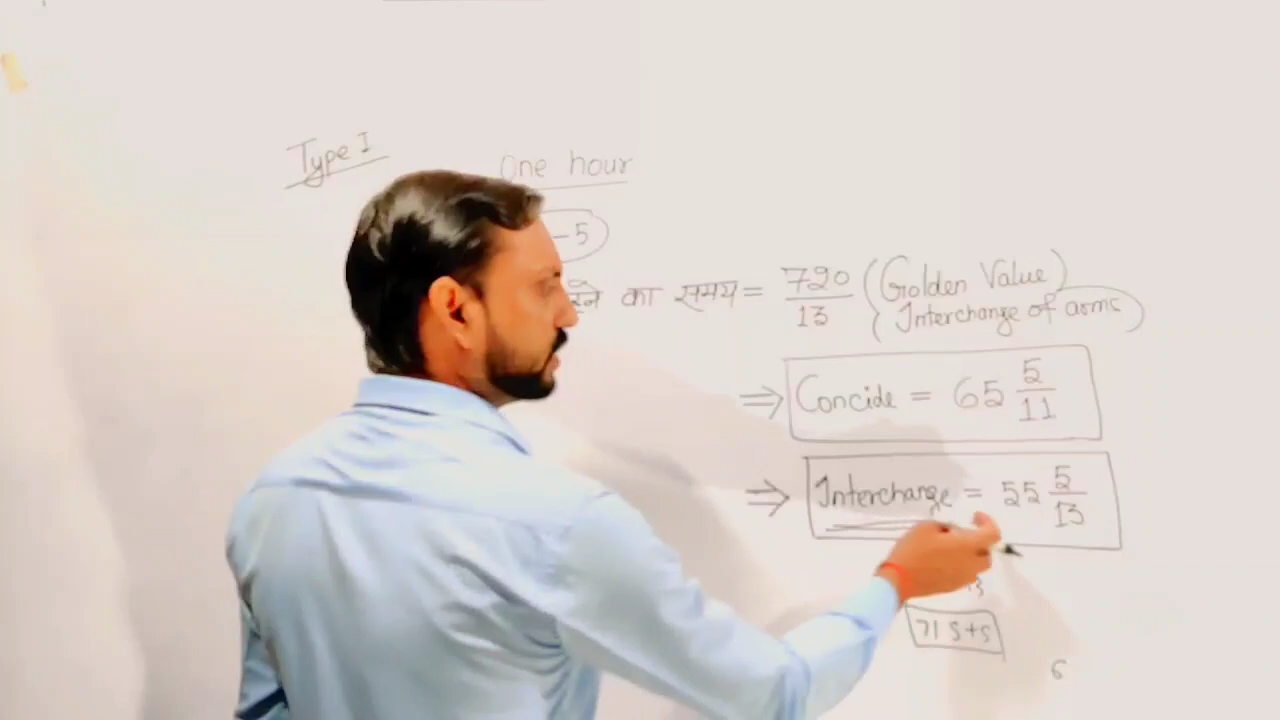 Type I
One hour
-5
का समय = 720/13 (Golden Value)
(Interchange of arms)
⇒ Concide = 65 5/11
⇒ Interchange = 55 5/13
6